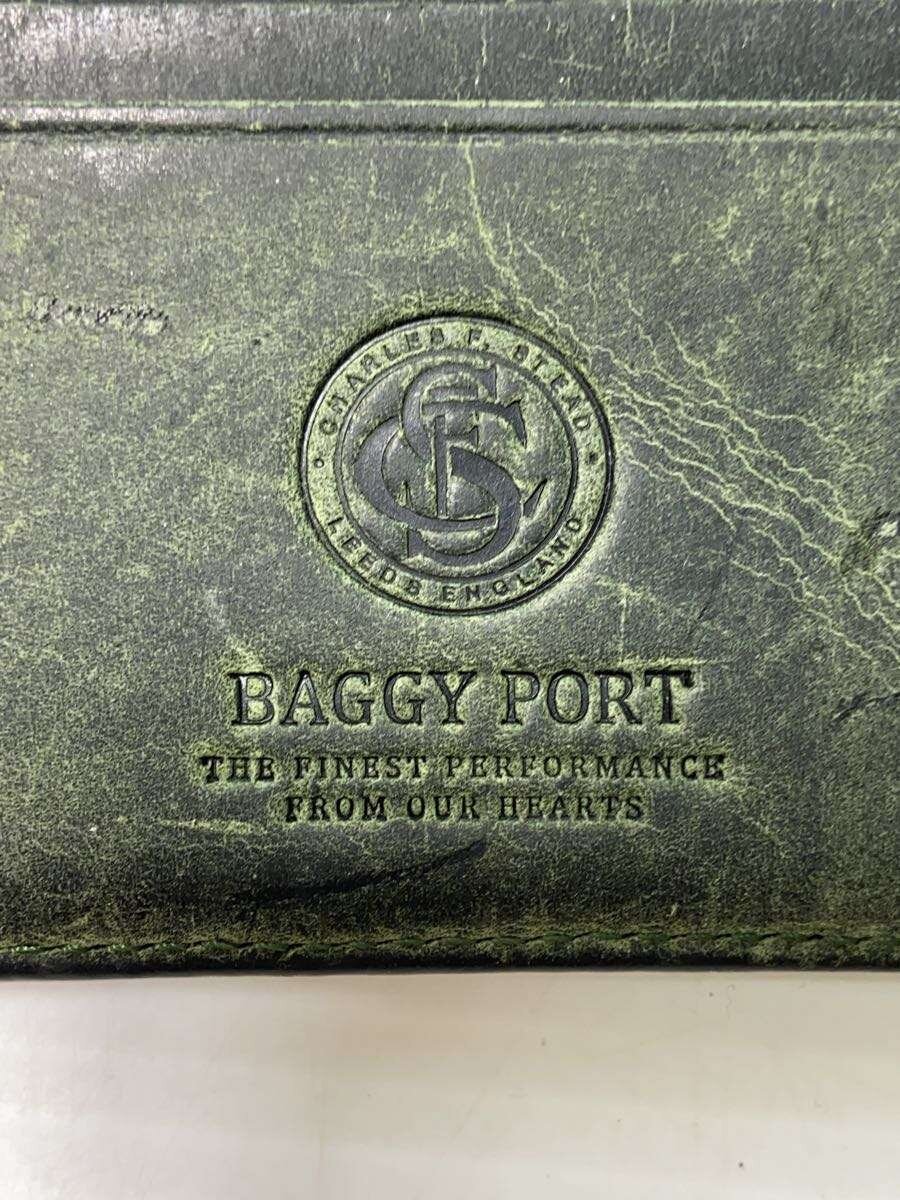 CHARLES F. STEAD
LEEDS ENGLAND
BAGGY PORT
THE FINEST PERFORMANCE
FROM OUR HEARTS